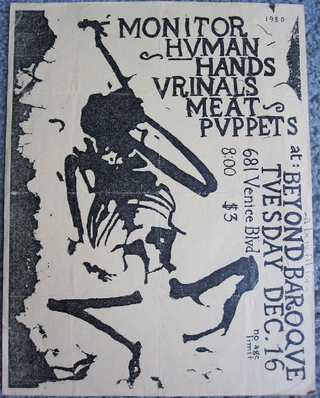 1980
MONITOR
HVMAN
HANDS
VRINALS
MEAT
PVPPETS
at: BEYOND BAROQVE
681 Venice Blvd
TVESDAY DEC. 16
8:00 $3
no age
limit